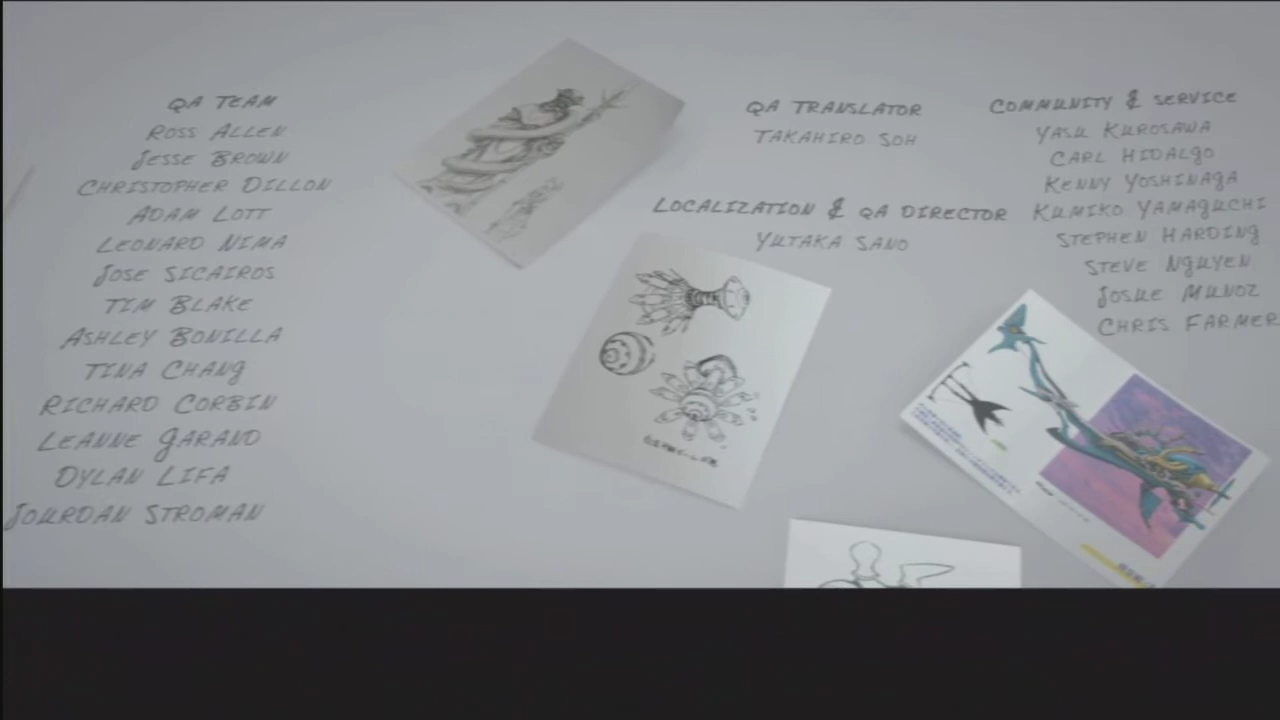 QA TEAM
ROSS ALLEN
JESSE BROWN
CHRISTOPHER DILLON
ADAM LOTT
LEONARD NIMA
JOSE SICAIROS
TIM BLAKE
ASHLEY BONILLA
TINA CHANG
RICHARD CORBIN
LEANNE GARAND
DYLAN LIFA
JOURDAN STROMAN
QA TRANSLATOR
TAKAHIRO SOH
LOCALIZATION & QA DIRECTOR
YUTAKA SANO
COMMUNITY & SERVICE
YASU KUROSAWA
CARL HIDALGO
KENNY YOSHINAGA
KUMIKO YAMAGUCHI
STEPHEN HARDING
STEVE NGUYEN
JOSUE MUNOZ
CHRIS FARMER